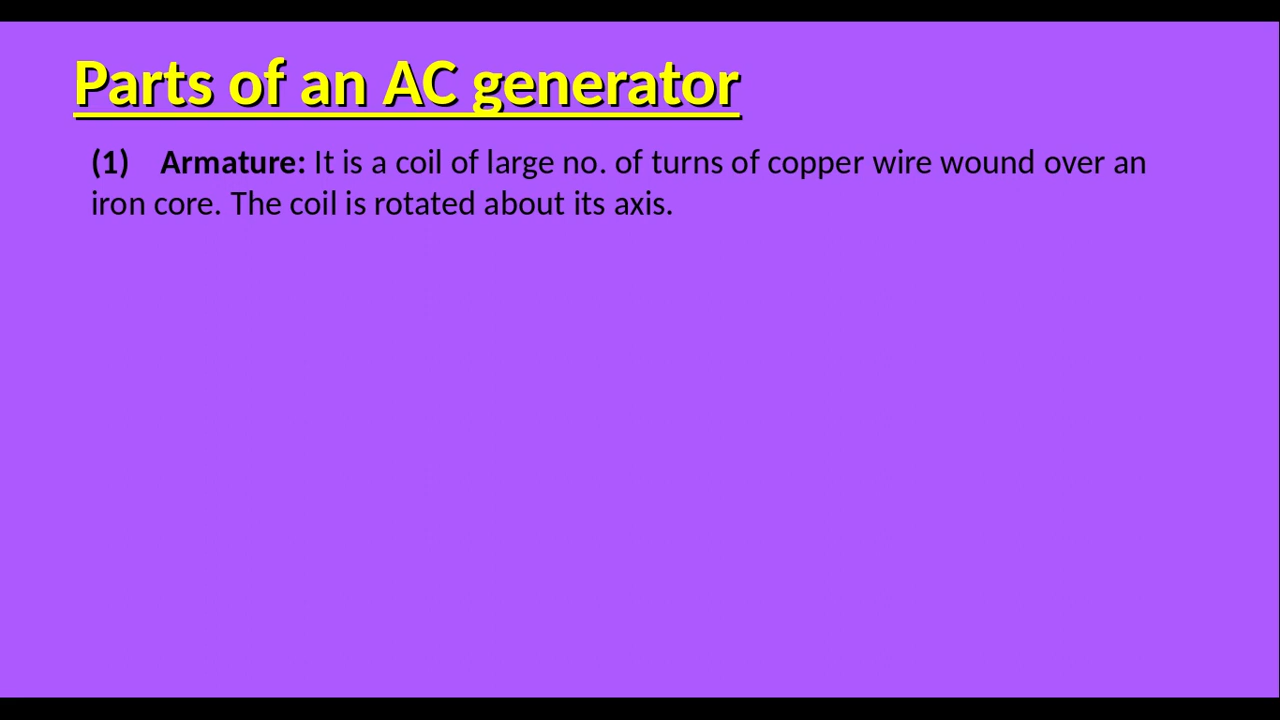 Parts of an AC generator
(1) Armature: It is a coil of large no. of turns of copper wire wound over an
iron core. The coil is rotated about its axis.